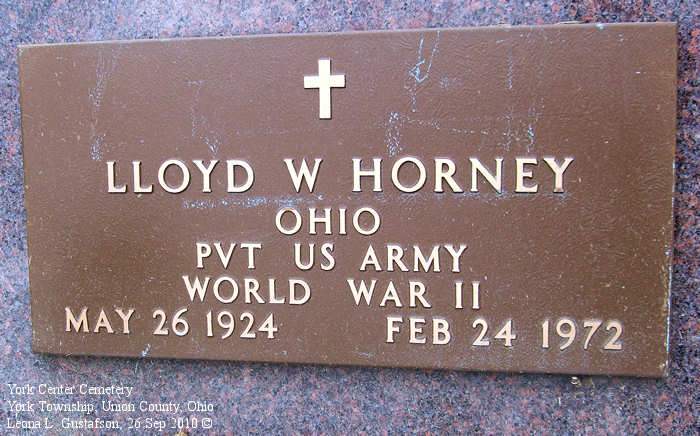 LLOYD W HORNEY
OHIO
PVT US ARMY
WORLD WAR II
MAY 26 1924 FEB 24 1972
York Center Cemetery
York Township, Union County, Ohio
Leona L. Gustafson, 26 Sep 2010 ©